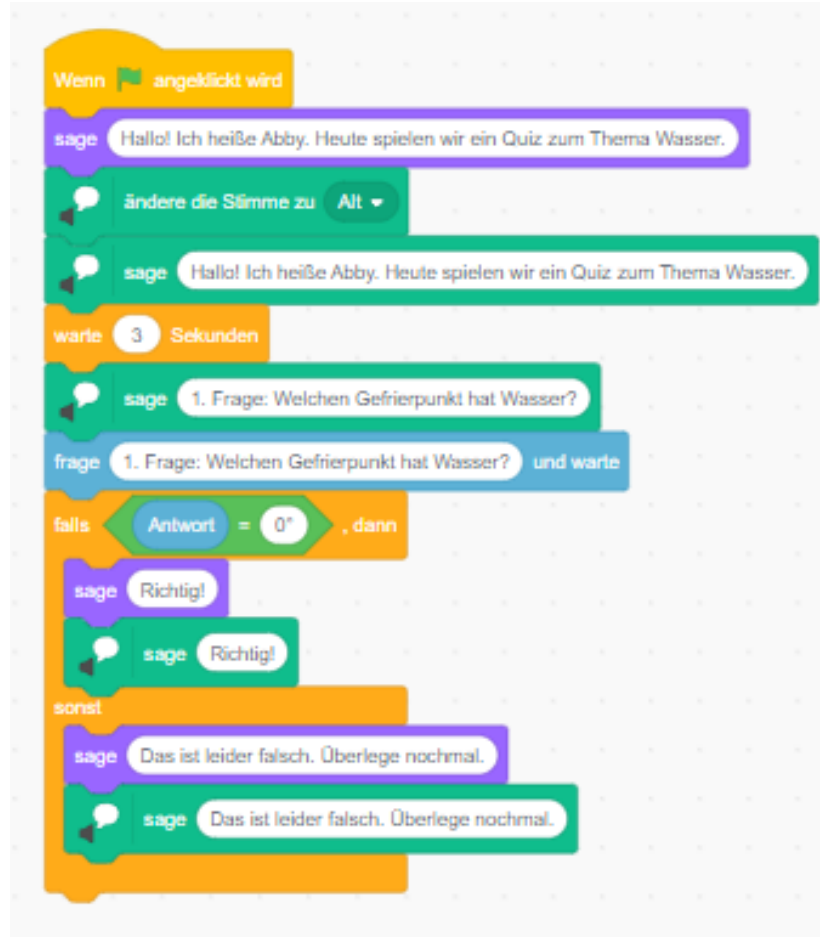 Wenn angeklickt wird
sage Hallo! Ich heiße Abby. Heute spielen wir ein Quiz zum Thema Wasser.
ändere die Stimme zu Alt
sage Hallo! Ich heiße Abby. Heute spielen wir ein Quiz zum Thema Wasser.
warte 3 Sekunden
sage 1. Frage: Welchen Gefrierpunkt hat Wasser?
frage 1. Frage: Welchen Gefrierpunkt hat Wasser? und warte
falls Antwort = 0° , dann
sage Richtig!
sage Richtig!
sonst
sage Das ist leider falsch. Überlege nochmal.
sage Das ist leider falsch. Überlege nochmal.